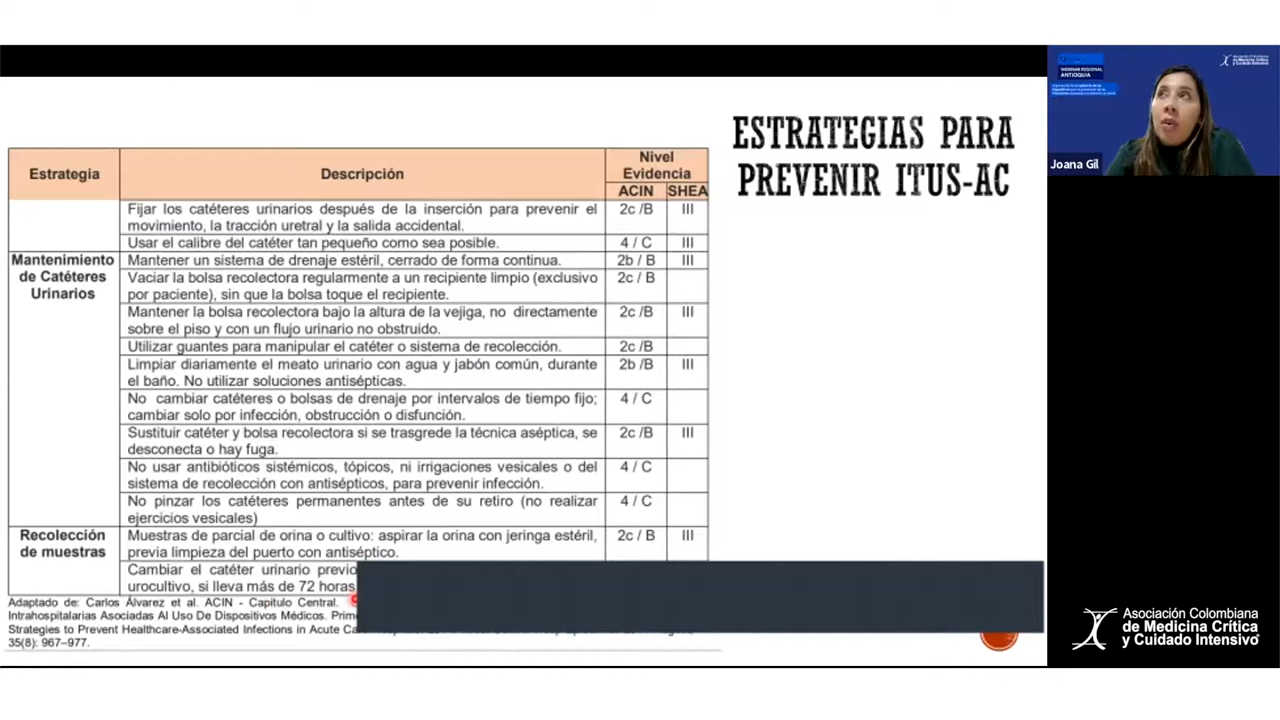 ESTRATEGIAS PARA
PREVENIR ITUS-AC
Estrategia
Descripción
Nivel
Evidencia
ACIN
SHEA
Fijar los catéteres urinarios después de la inserción para prevenir el
movimiento, la tracción uretral y la salida accidental.
2c /B
III
Usar el calibre del catéter tan pequeño como sea posible.
4 / C
III
Mantenimiento
de Catéteres
Urinarios
Mantener un sistema de drenaje estéril, cerrado de forma continua.
2b / B
III
Vaciar la bolsa recolectora regularmente a un recipiente limpio (exclusivo
por paciente), sin que la bolsa toque el recipiente.
2c / B
Mantener la bolsa recolectora bajo la altura de la vejiga, no directamente
sobre el piso y con un flujo urinario no obstruido.
2c /B
III
Utilizar guantes para manipular el catéter o sistema de recolección.
2c /B
Limpiar diariamente el meato urinario con agua y jabón común, durante
el baño. No utilizar soluciones antisépticas.
2b /B
III
No cambiar catéteres o bolsas de drenaje por intervalos de tiempo fijo;
cambiar solo por infección, obstrucción o disfunción.
4 / C
Sustituir catéter y bolsa recolectora si se trasgrede la técnica aséptica, se
desconecta o hay fuga.
2c /B
III
No usar antibióticos sistémicos, tópicos, ni irrigaciones vesicales o del
sistema de recolección con antisépticos, para prevenir infección.
4 / C
No pinzar los catéteres permanentes antes de su retiro (no realizar
ejercicios vesicales)
4 / C
Recolección
de muestras
Muestras de parcial de orina o cultivo: aspirar la orina con jeringa estéril,
previa limpieza del puerto con antiséptico.
2c / B
III
Cambiar el catéter urinario previo
urocultivo, si lleva más de 72 horas
Adaptado de: Carlos Álvarez et al. ACIN - Capitulo Central.
Intrahospitalarias Asociadas Al Uso De Dispositivos Médicos.
Strategies to Prevent Healthcare-Associated Infections in Acute
35(8): 967–977.
WEBINAR REGIONAL
ANTIOQUIA
Asociación Colombiana
de Medicina Crítica
y Cuidado Intensivo
Joana Gil
Asociación Colombiana
de Medicina Crítica
y Cuidado Intensivo